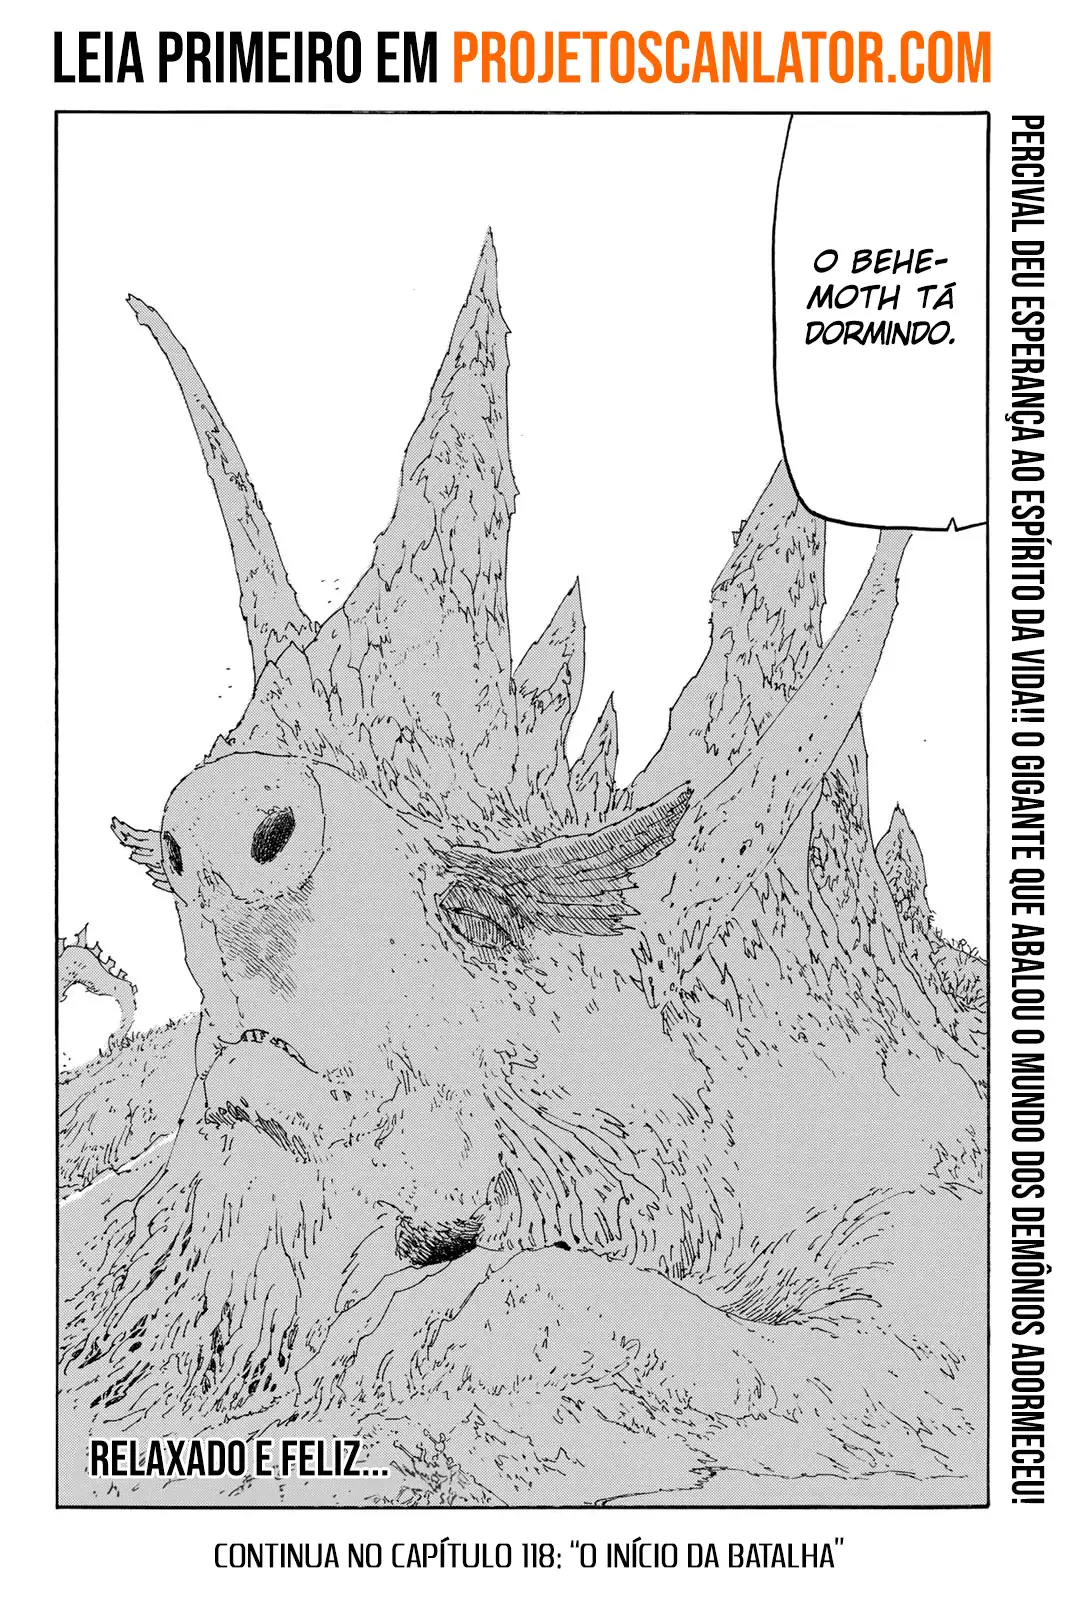 LEIA PRIMEIRO EM PROJETOSCANLATOR.COM
O BEHE-
MOTH TÁ
DORMINDO.
PERCIVAL DEU ESPERANÇA AO ESPÍRITO DA VIDA!! O GIGANTE QUE ABALOU O MUNDO DOS DEMÔNIOS ADORMECEU!
RELAXADO E FELIZ...
CONTINUA NO CAPÍTULO 118: “O INÍCIO DA BATALHA”